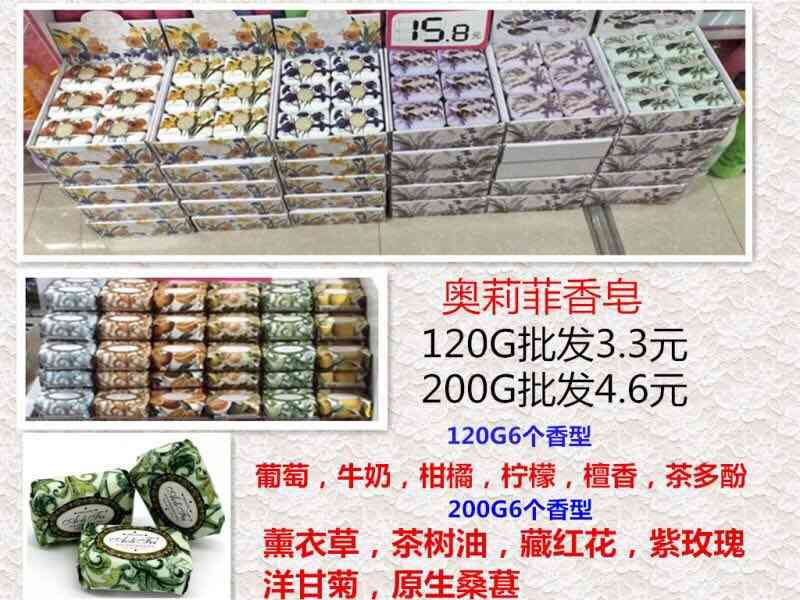 15.8元
奥莉菲香皂
120G批发3.3元
200G批发4.6元
120G6个香型
葡萄，牛奶，柑橘，柠檬，檀香，茶多酚
200G6个香型
薰衣草，茶树油，藏红花，紫玫瑰
洋甘菊，原生桑葚